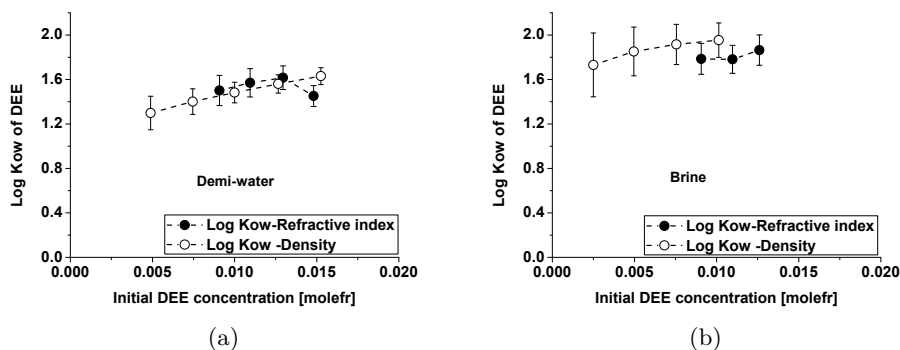 2.0
1.6
1.2
0.8
0.4
0.0
Log Kow of DEE
Demi-water
Log Kow-Refractive index
Log Kow -Density
0.000 0.005 0.010 0.015 0.020
Initial DEE concentration [molefr]
(a)
2.0
1.6
1.2
0.8
0.4
0.0
Log Kow of DEE
Brine
Log Kow-Refractive index
Log Kow -Density
0.000 0.005 0.010 0.015 0.020
Initial DEE concentration [molefr]
(b)